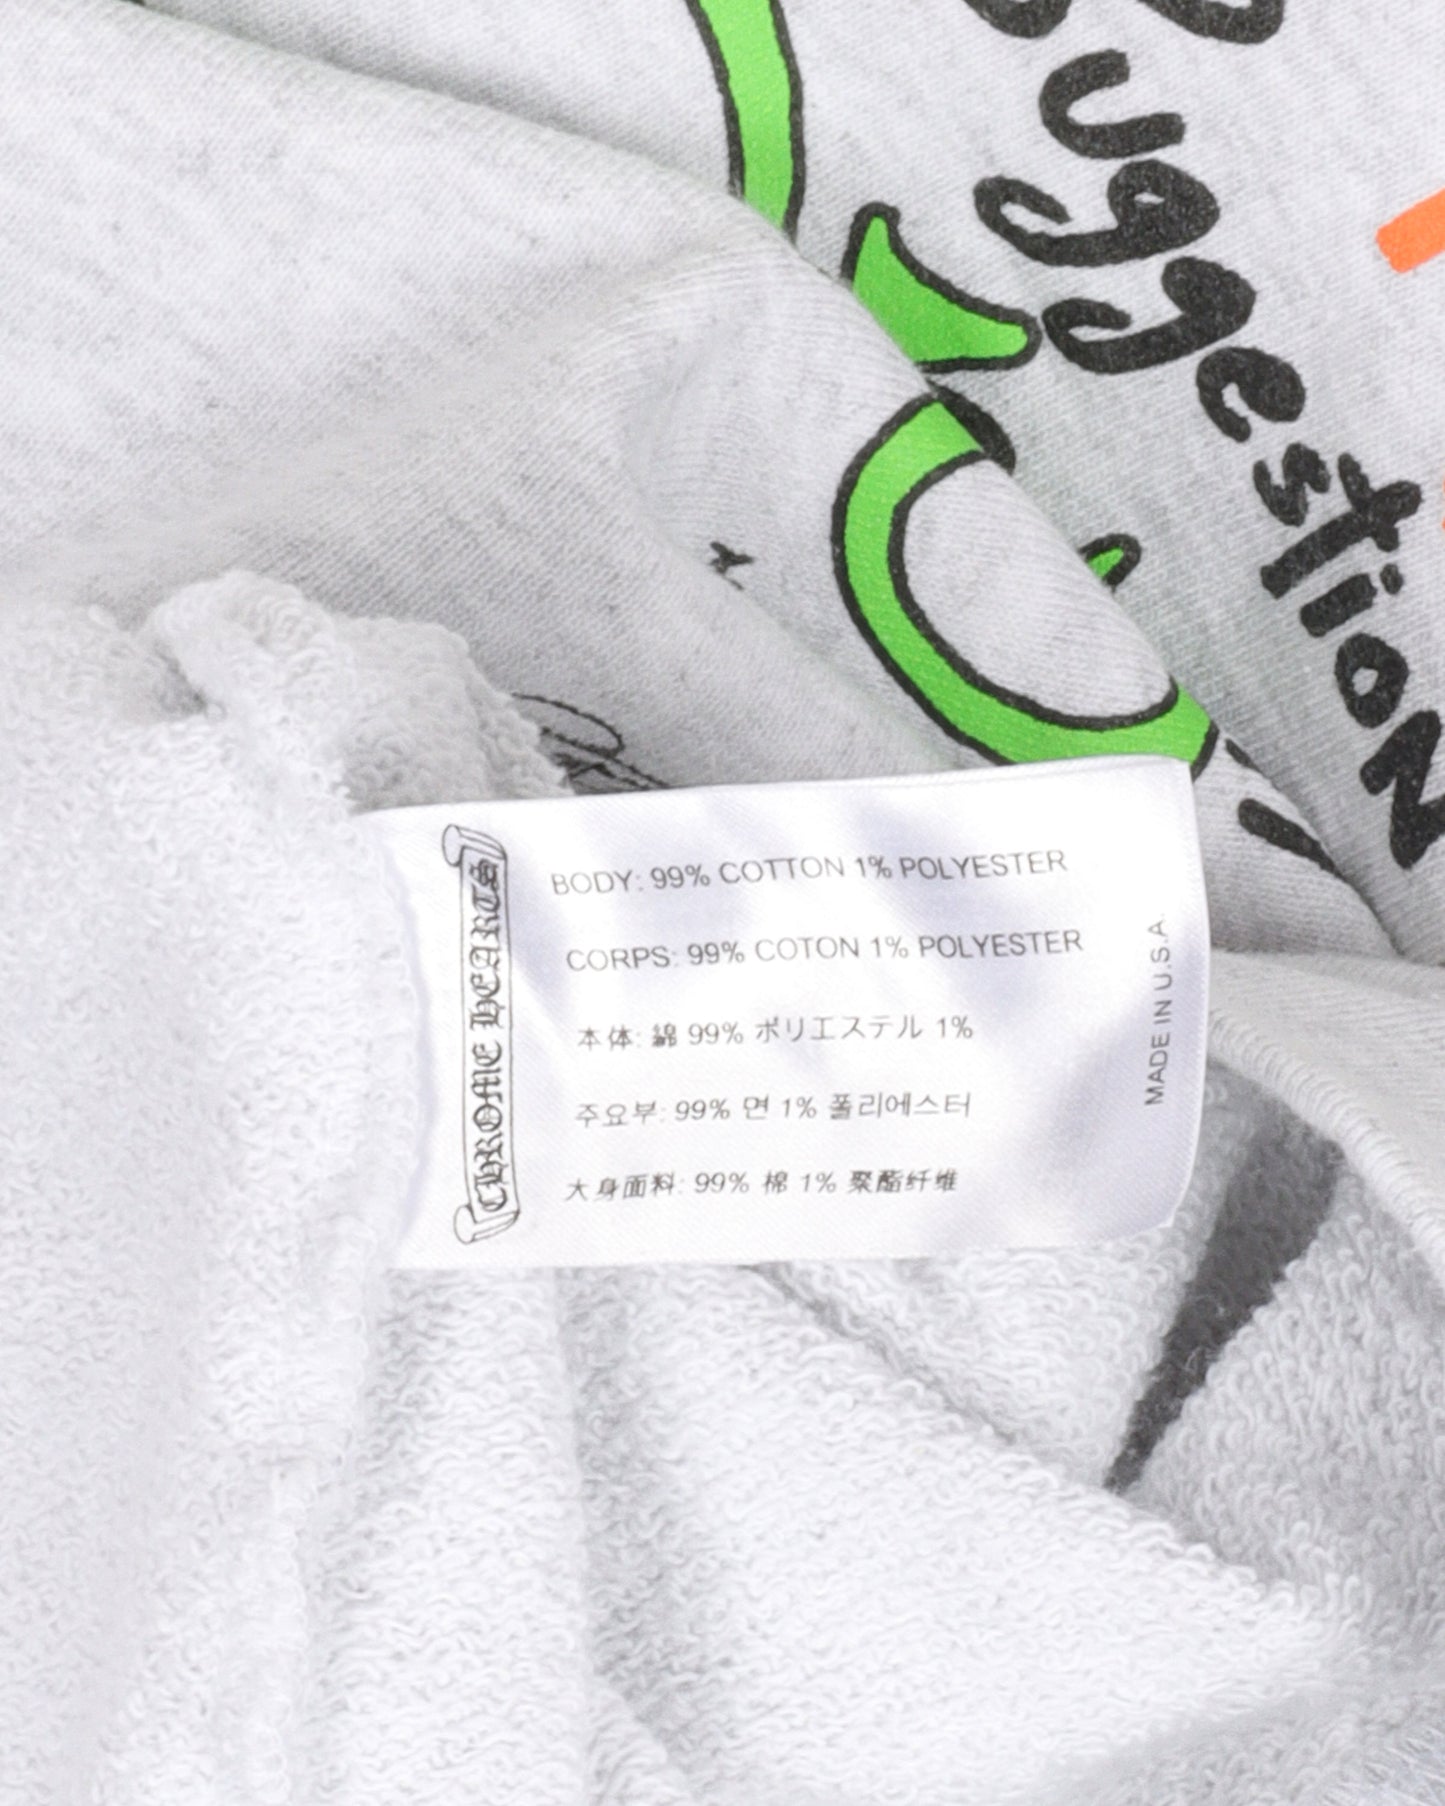 uggestion
CHROME HEARTS
BODY: 99% COTTON 1% POLYESTER
CORPS: 99% COTON 1% POLYESTER
本体: 綿 99% ポリエステル 1%
주요부: 99% 면 1% 폴리에스터
大身面料: 99% 棉 1% 聚酯纤维
MADE IN U.S.A.